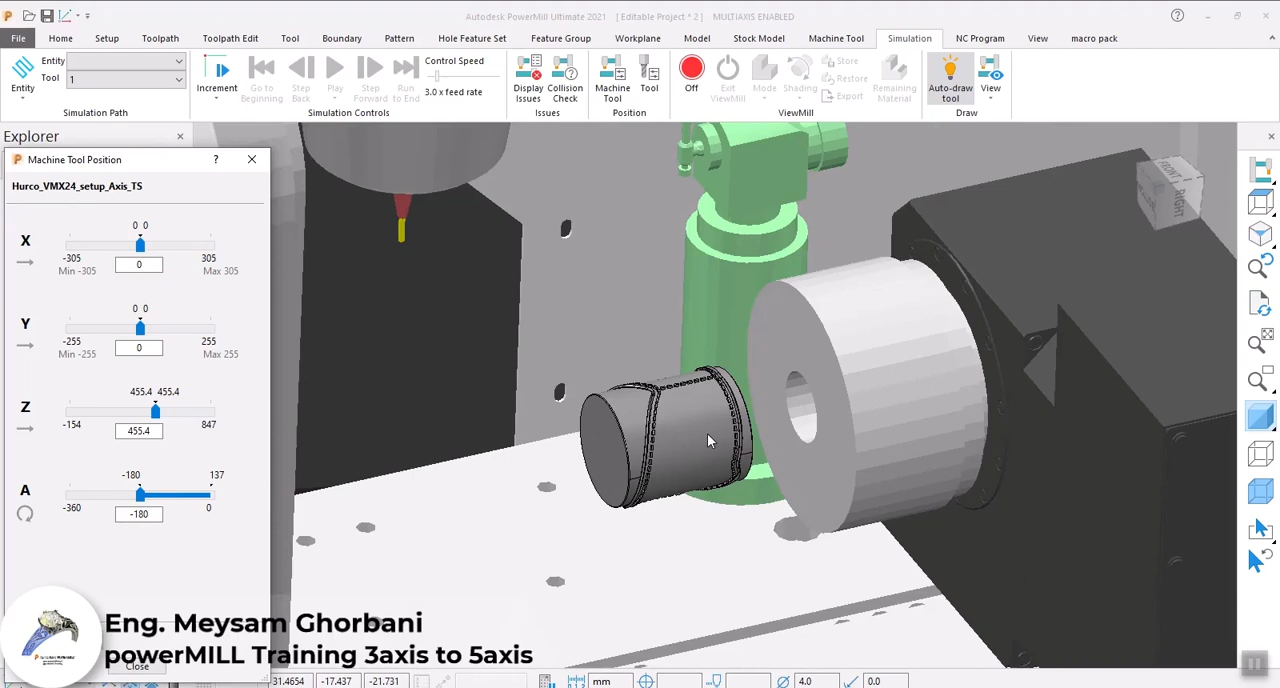 Autodesk PowerMill Ultimate 2021 [ Editable Project * 2 ] MULTIAXIS ENABLED
File Home Setup Toolpath Toolpath Edit Tool Boundary Pattern Hole Feature Set Feature Group Workplane Model Stock Model Machine Tool Simulation NC Program View macro pack
Entity
Entity
Tool 1
Increment
Go to Beginning
Step Back
Play
Step Forward
Run to End
Control Speed
3.0 x feed rate
Display Issues
Collision Check
Machine Tool
Tool
Off
Exit ViewMill
Mode
Shading
Store
Restore
Export
Remaining Material
Auto-draw tool
View
Simulation Path Simulation Controls Issues Position ViewMill Draw
Explorer
Machine Tool Position
Hurco_VMX24_setup_Axis_TS
0 0
X
-305 305
Min -305 0 Max 305
0 0
Y
-255 255
Min -255 0 Max 255
455.4 455.4
Z
-154 847
455.4
-180 137
A
-360 0
-180
FRONT
RIGHT
Eng. Meysam Ghorbani
powerMILL Training 3axis to 5axis
Close
31.4654 -17.437 -21.731 mm 4.0 0.0